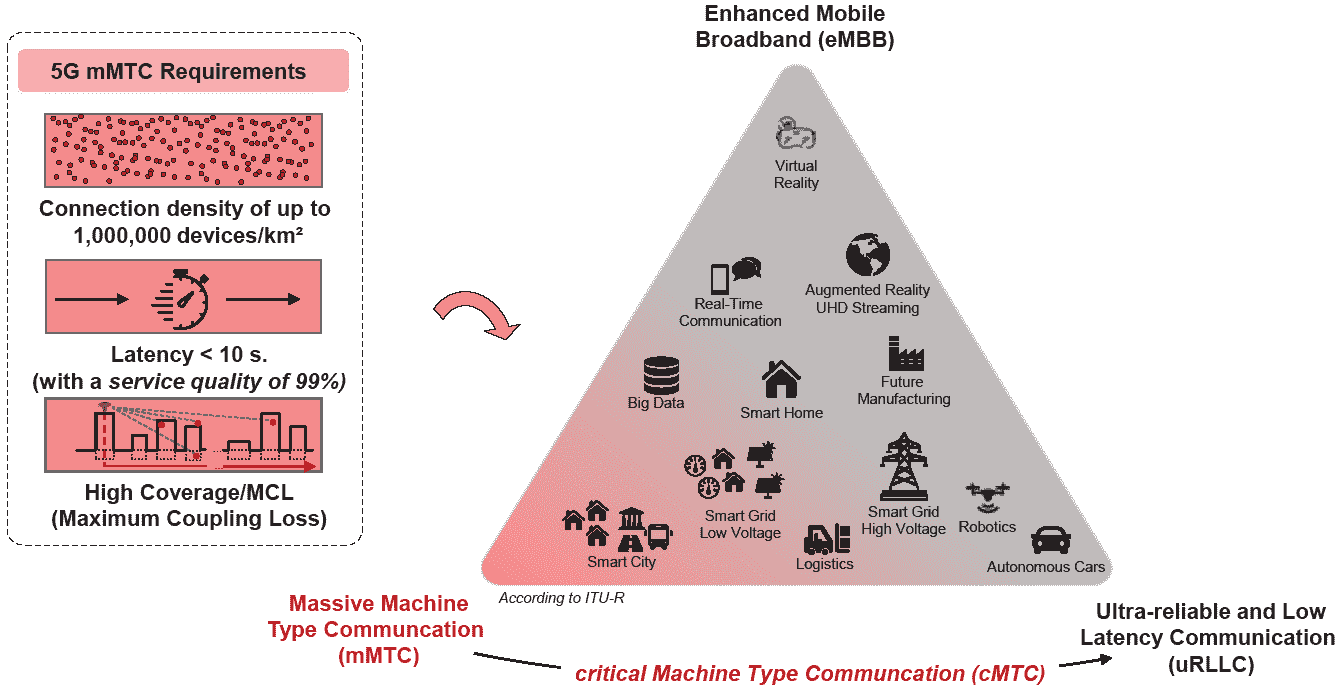 5G mMTC Requirements
Connection density of up to
1,000,000 devices/km²
Latency < 10 s.
(with a service quality of 99%)
High Coverage/MCL
(Maximum Coupling Loss)
Enhanced Mobile
Broadband (eMBB)
Virtual
Reality
Real-Time
Communication
Augmented Reality
UHD Streaming
Big Data
Smart Home
Future
Manufacturing
Smart City
Smart Grid
Low Voltage
Logistics
Smart Grid
High Voltage
Robotics
Autonomous Cars
According to ITU-R
Massive Machine
Type Communcation
(mMTC)
critical Machine Type Communcation (cMTC)
Ultra-reliable and Low
Latency Communication
(uRLLC)